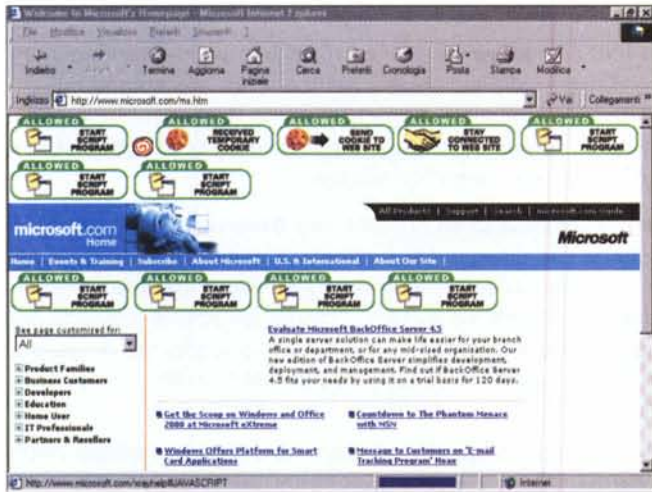 Welcome to Microsoft's Homepage - Microsoft Internet Explorer
File Modifica Visualizza Preferiti Strumenti ?
Indietro Termina Aggiorna Pagina iniziale Cerca Preferiti Cronologia Posta Stampa Modifica
Indirizzo http://www.microsoft.com/ms.htm Vai Collegamenti »
ALLOWED ALLOWED ALLOWED ALLOWED ALLOWED
START SCRIPT PROGRAM RECEIVED TEMPORARY COOKIE SEND COOKIE TO WEB SITE STAY CONNECTED TO WEB SITE START SCRIPT PROGRAM
ALLOWED ALLOWED
START SCRIPT PROGRAM START SCRIPT PROGRAM
All Products | Support | Search | microsoft.com Guide
microsoft.com
Home
Microsoft
Home | Events & Training | Subscribe | About Microsoft | U.S. & International | About Our Site |
ALLOWED ALLOWED ALLOWED ALLOWED
START SCRIPT PROGRAM START SCRIPT PROGRAM START SCRIPT PROGRAM START SCRIPT PROGRAM
See page customized for:
All
Product Families
Business Customers
Developers
Education
Home User
IT Professionals
Partners & Resellers
Evaluate Microsoft BackOffice Server 4.5
A single server solution can make life easier for your branch
office or department, or for any mid-sized organisation. Our
new edition of BackOffice Server simplifies development,
deployment, and management. Find out if BackOffice Server
4.5 fits your needs by using it on a trial basis for 120 days.
Get the Scoop on Windows and Office
2000 at Microsoft eXtreme
Countdown to The Phantom Menace
with MSN
Windows Offers Platform for Smart
Card Applications
Message to Customers on 'E-mail
Tracking Program' Hoax
http://www.microsoft.com/isayhelp#JAVASCRIPT
Internet